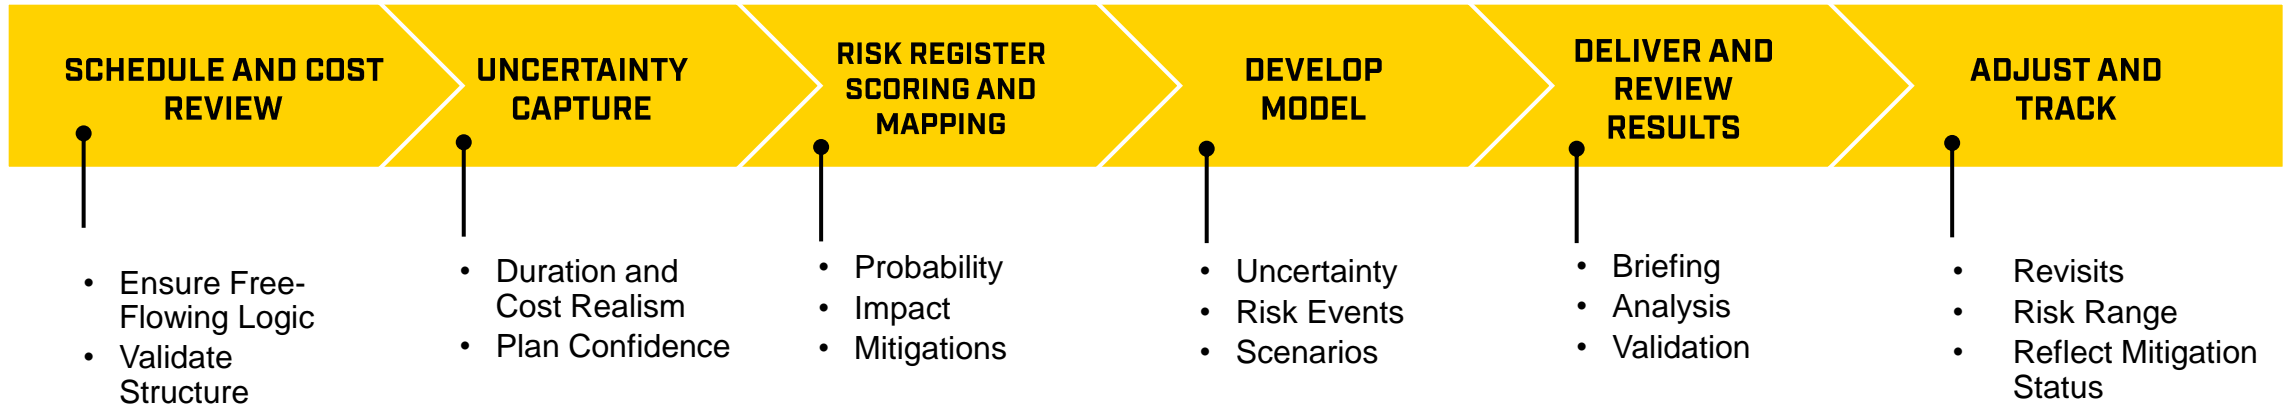 SCHEDULE AND COST
REVIEW
• Ensure Free-
Flowing Logic
• Validate
Structure
UNCERTAINTY
CAPTURE
• Duration and
Cost Realism
• Plan Confidence
RISK REGISTER
SCORING AND
MAPPING
• Probability
• Impact
• Mitigations
DEVELOP
MODEL
• Uncertainty
• Risk Events
• Scenarios
DELIVER AND
REVIEW
RESULTS
• Briefing
• Analysis
• Validation
ADJUST AND
TRACK
• Revisits
• Risk Range
• Reflect Mitigation
Status